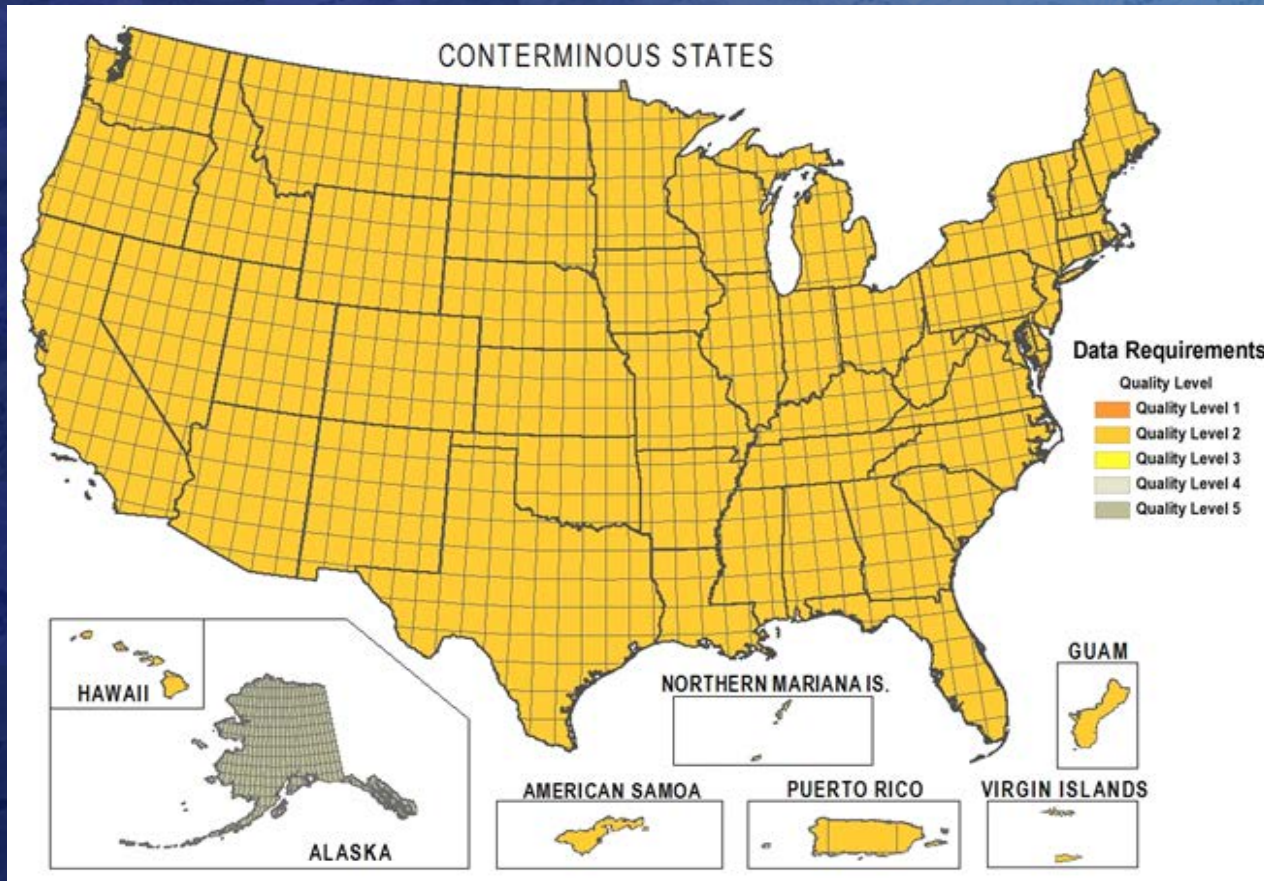 CONTERMINOUS STATES
Data Requirements
Quality Level
Quality Level 1
Quality Level 2
Quality Level 3
Quality Level 4
Quality Level 5
HAWAII
ALASKA
NORTHERN MARIANA IS.
GUAM
AMERICAN SAMOA
PUERTO RICO
VIRGIN ISLANDS